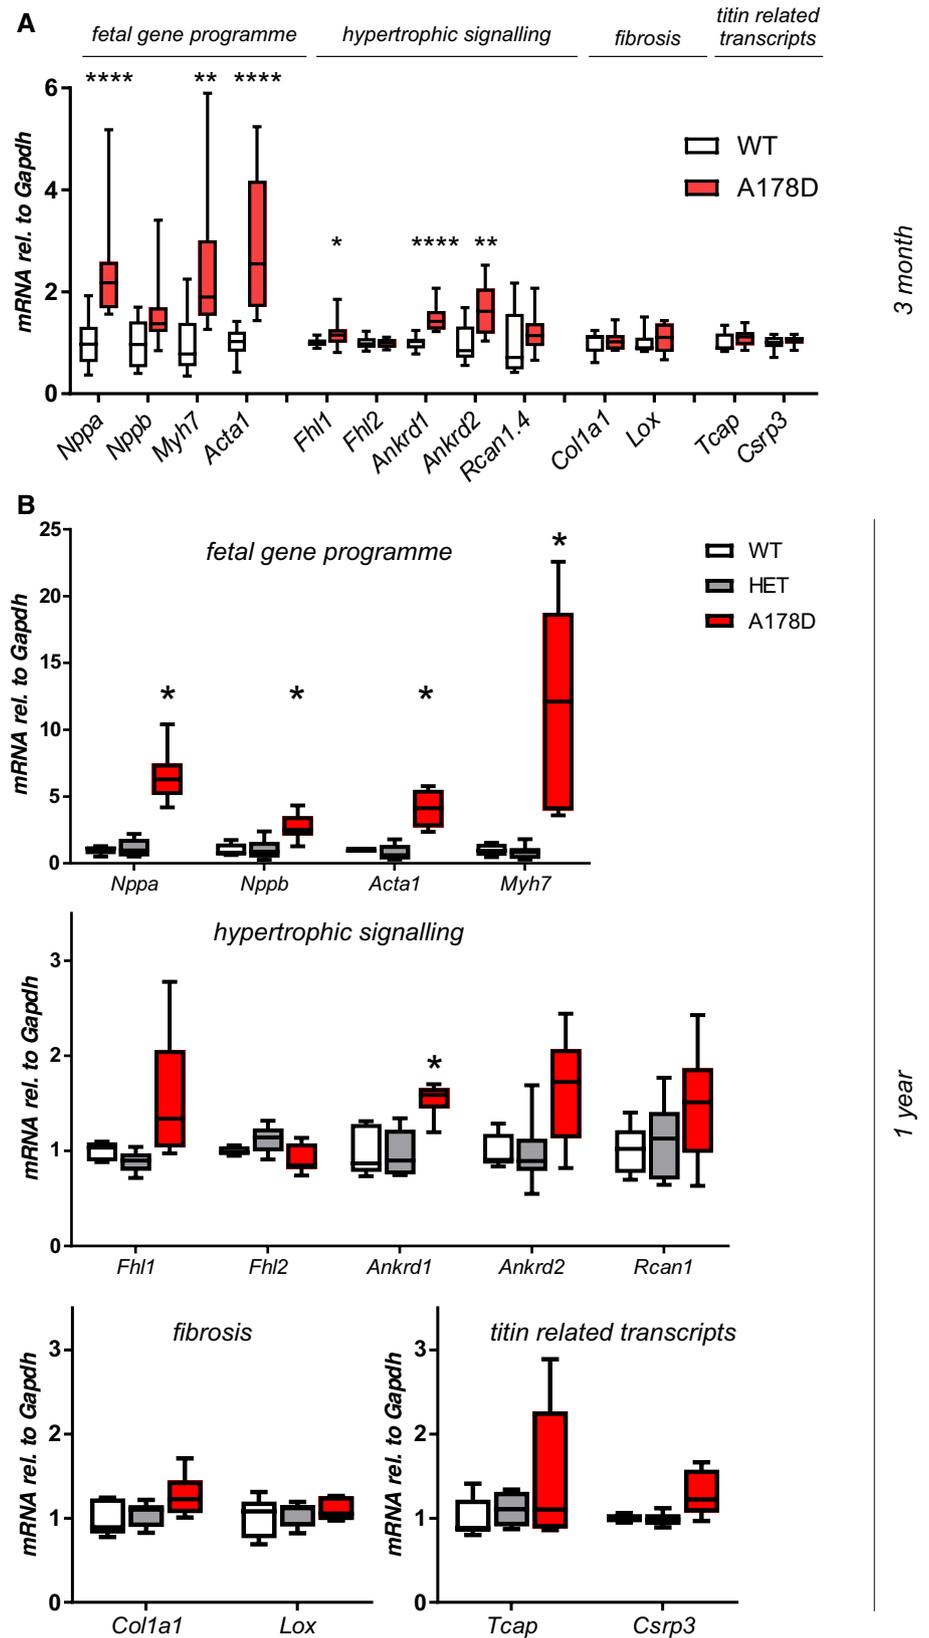 A
fetal gene programme
hypertrophic signalling
fibrosis
titin related
transcripts
**** ** ****
* **** **
6
4
2
0
mRNA rel. to Gapdh
WT
A178D
3 month
Nppa Nppb Myh7 Acta1 Fhl1 Fhl2 Ankrd1 Ankrd2 Rcan1.4 Col1a1 Lox Tcap Csrp3
B
fetal gene programme
WT
HET
A178D
25
20
15
10
5
0
mRNA rel. to Gapdh
* * * *
Nppa Nppb Acta1 Myh7
hypertrophic signalling
3
2
1
0
mRNA rel. to Gapdh
*
Fhl1 Fhl2 Ankrd1 Ankrd2 Rcan1
1 year
fibrosis
3
2
1
0
mRNA rel. to Gapdh
Col1a1 Lox
titin related transcripts
3
2
1
0
mRNA rel. to Gapdh
Tcap Csrp3